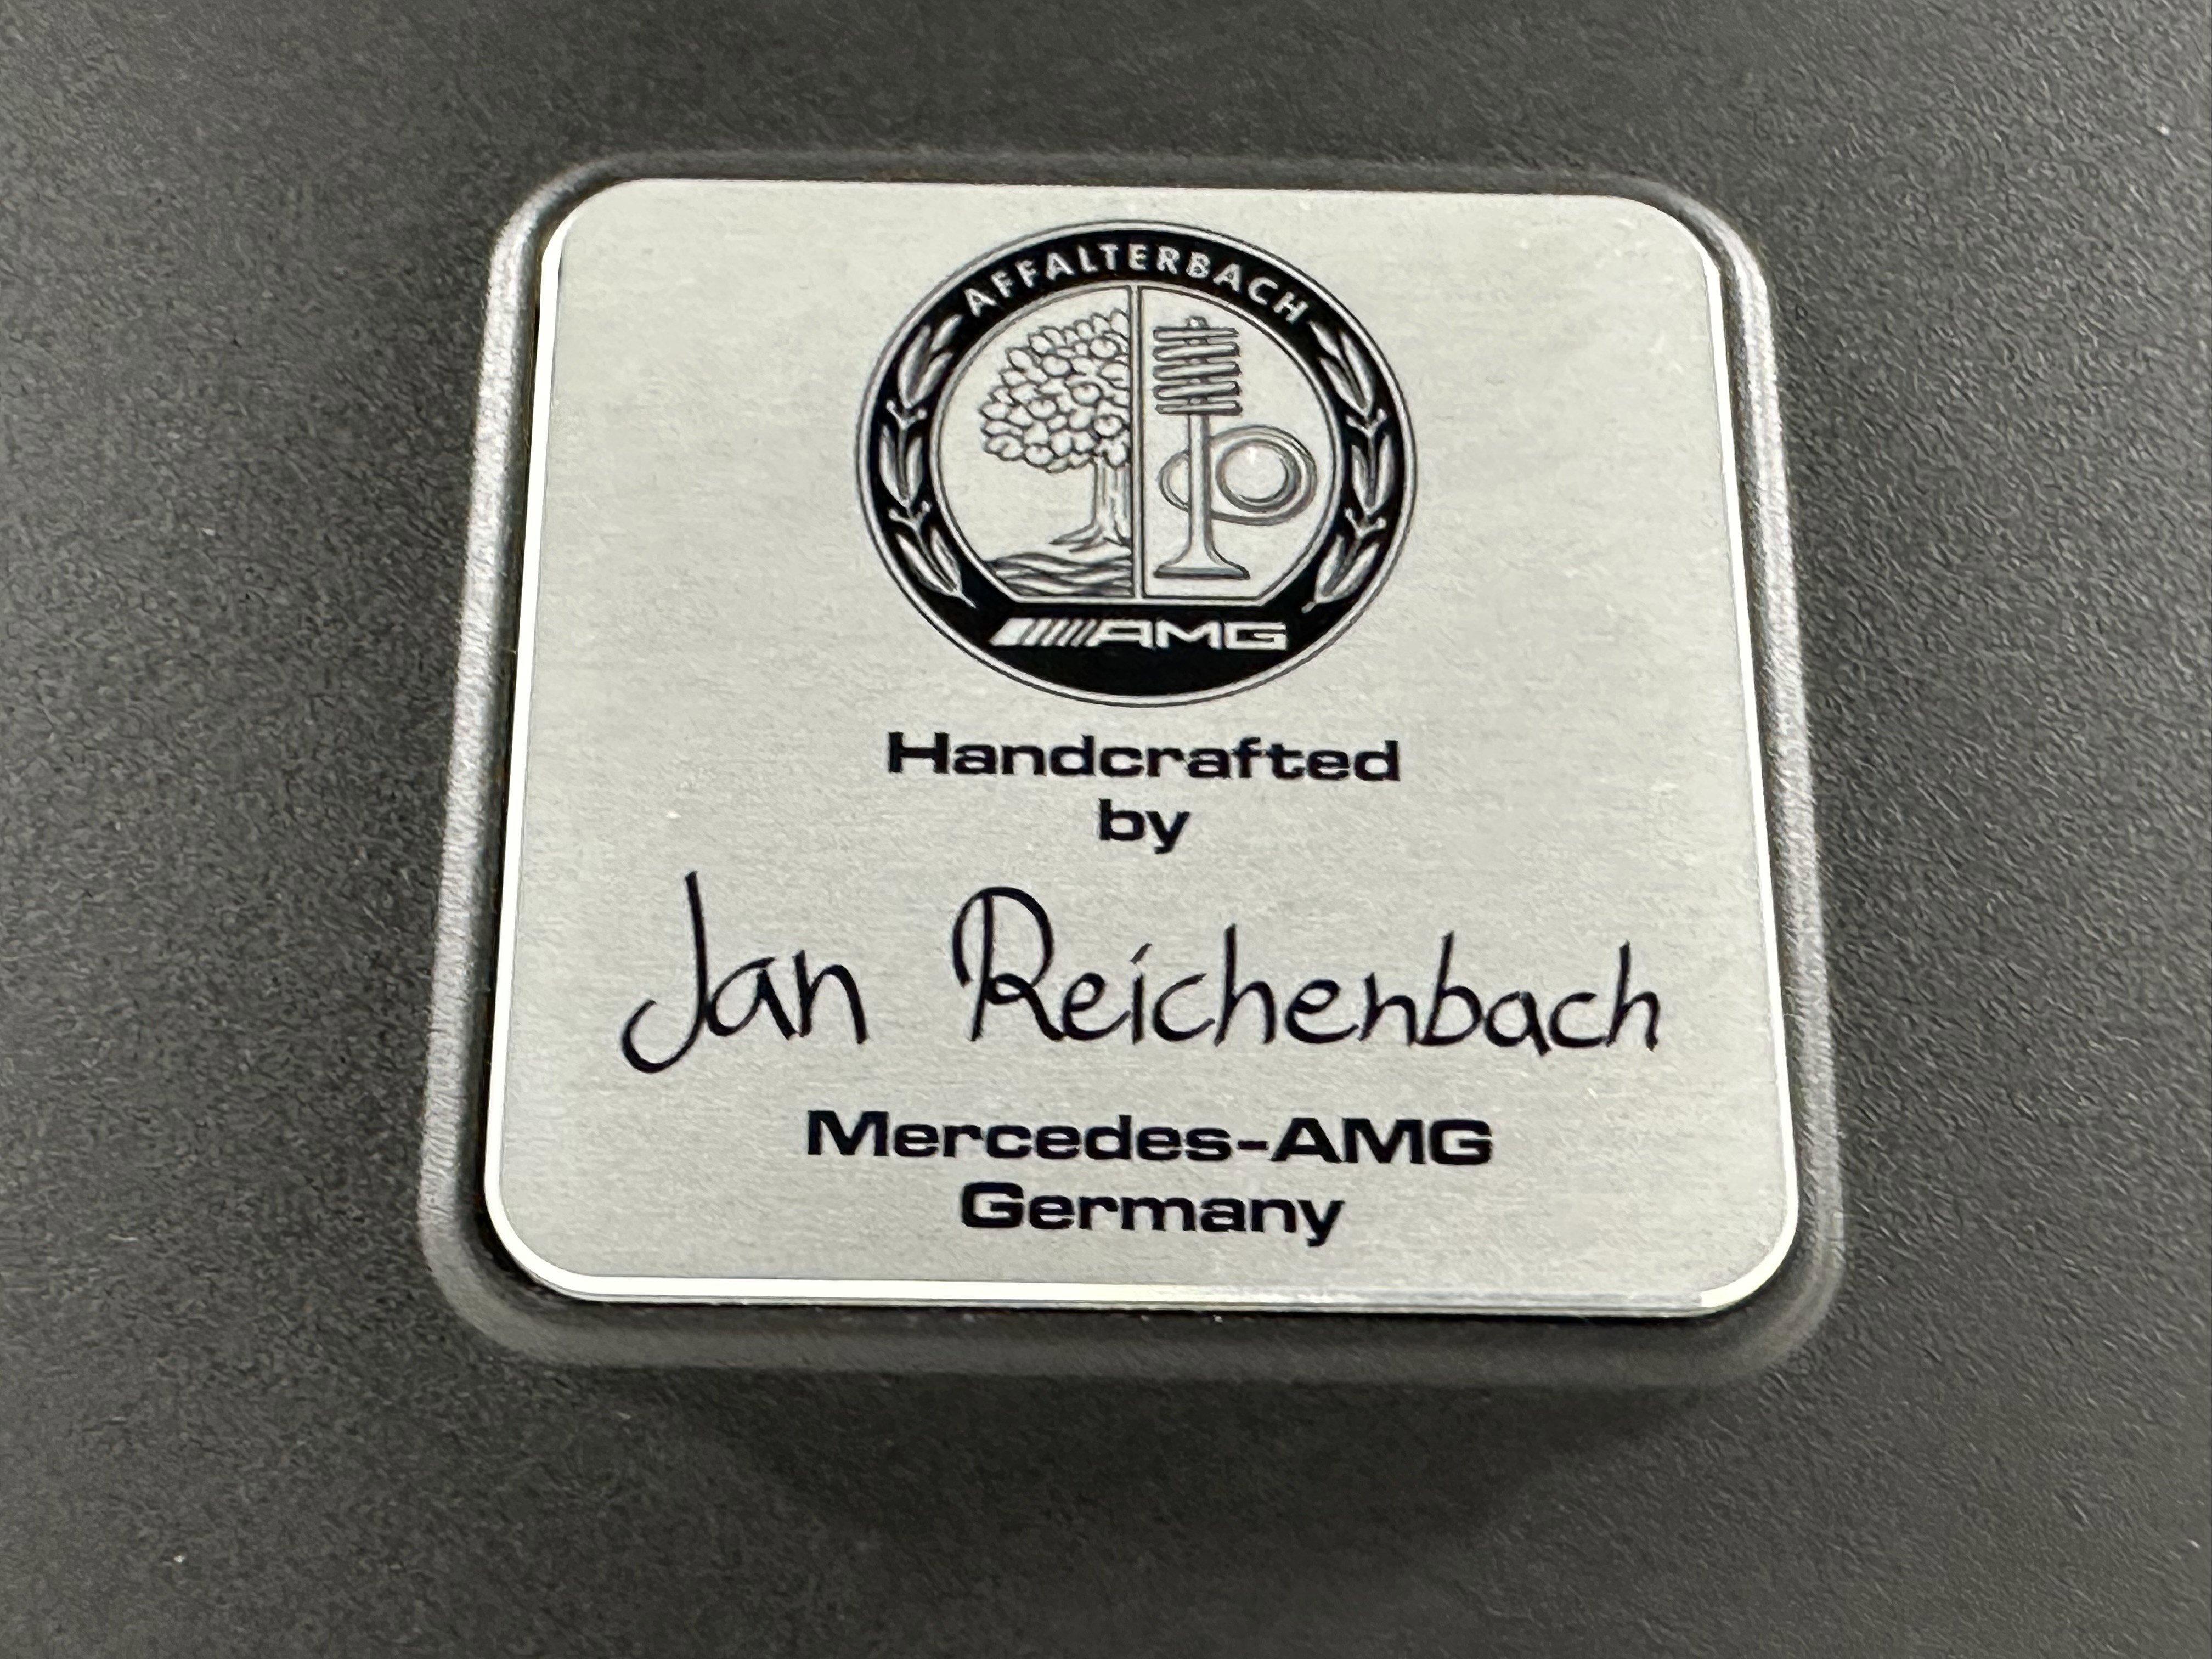 AFFALTERBACH
AMG
Handcrafted
by
Jan Reichenbach
Mercedes-AMG
Germany